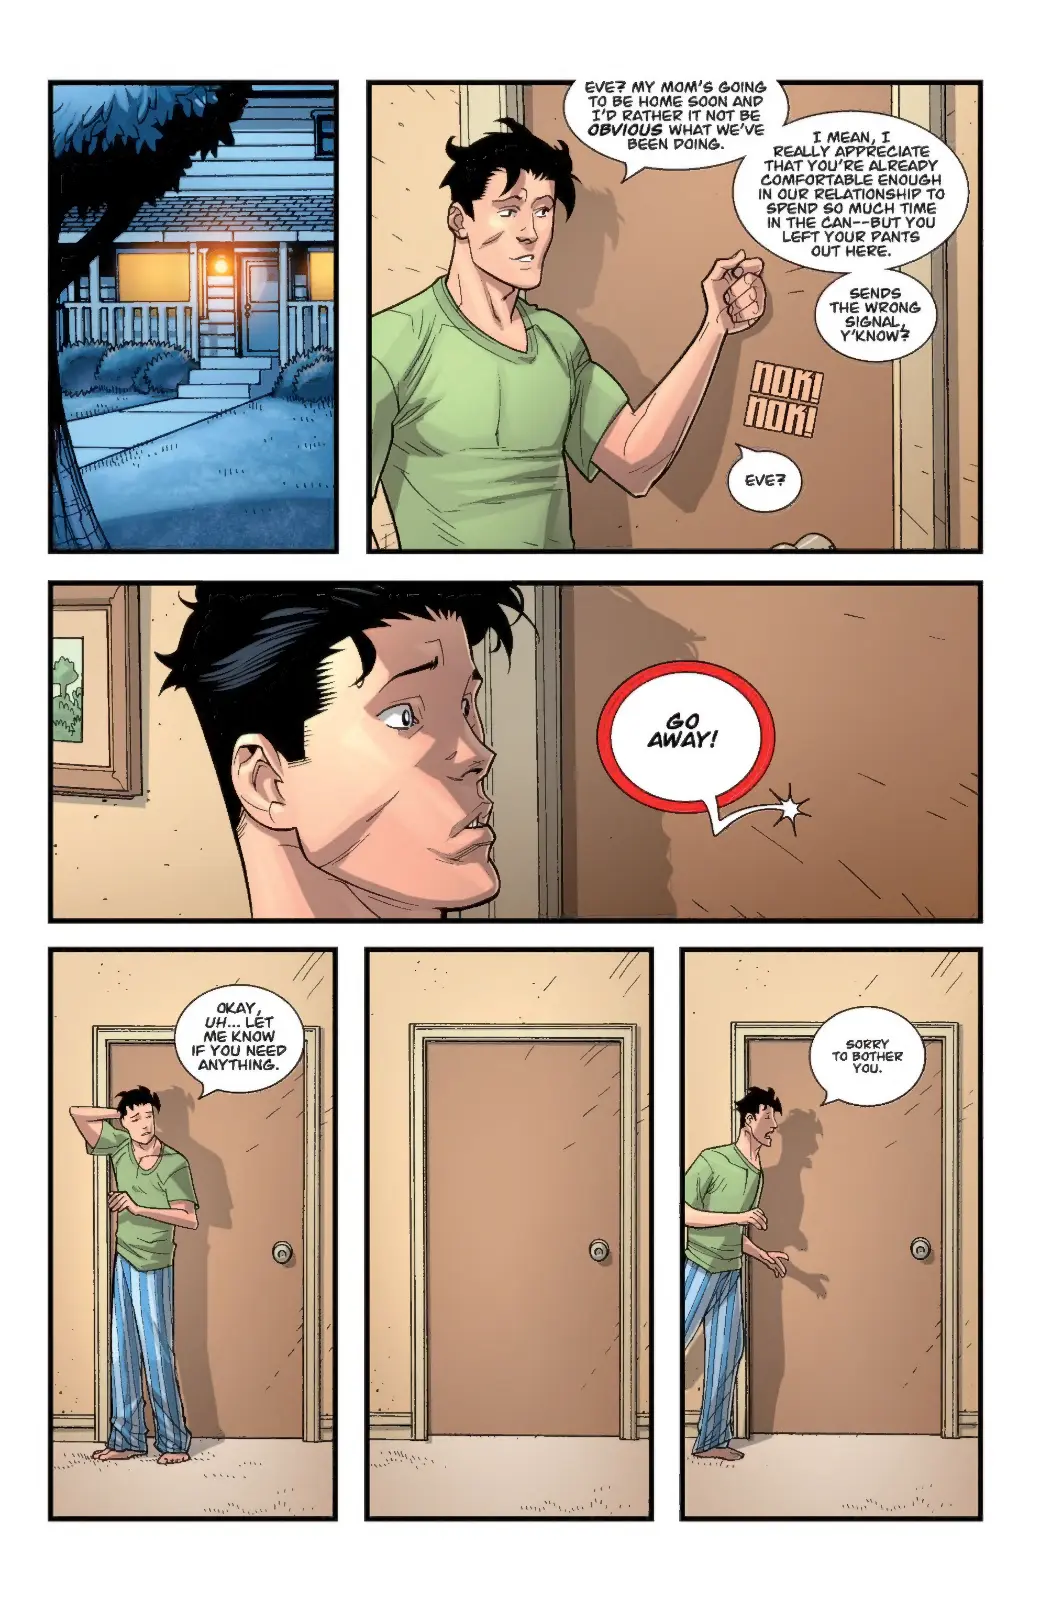 EVE? MY MOM'S GOING
TO BE HOME SOON AND
I'D RATHER IT NOT BE
OBVIOUS WHAT WE'VE
BEEN DOING.
I MEAN, I
REALLY APPRECIATE
THAT YOU'RE ALREADY
COMFORTABLE ENOUGH
IN OUR RELATIONSHIP TO
SPEND SO MUCH TIME
IN THE CAN--BUT YOU
LEFT YOUR PANTS
OUT HERE.
SENDS
THE WRONG
SIGNAL,
Y'KNOW?
NOK!
NOK!
EVE?
GO
AWAY!
OKAY,
UH... LET
ME KNOW
IF YOU NEED
ANYTHING.
SORRY
TO BOTHER
YOU.